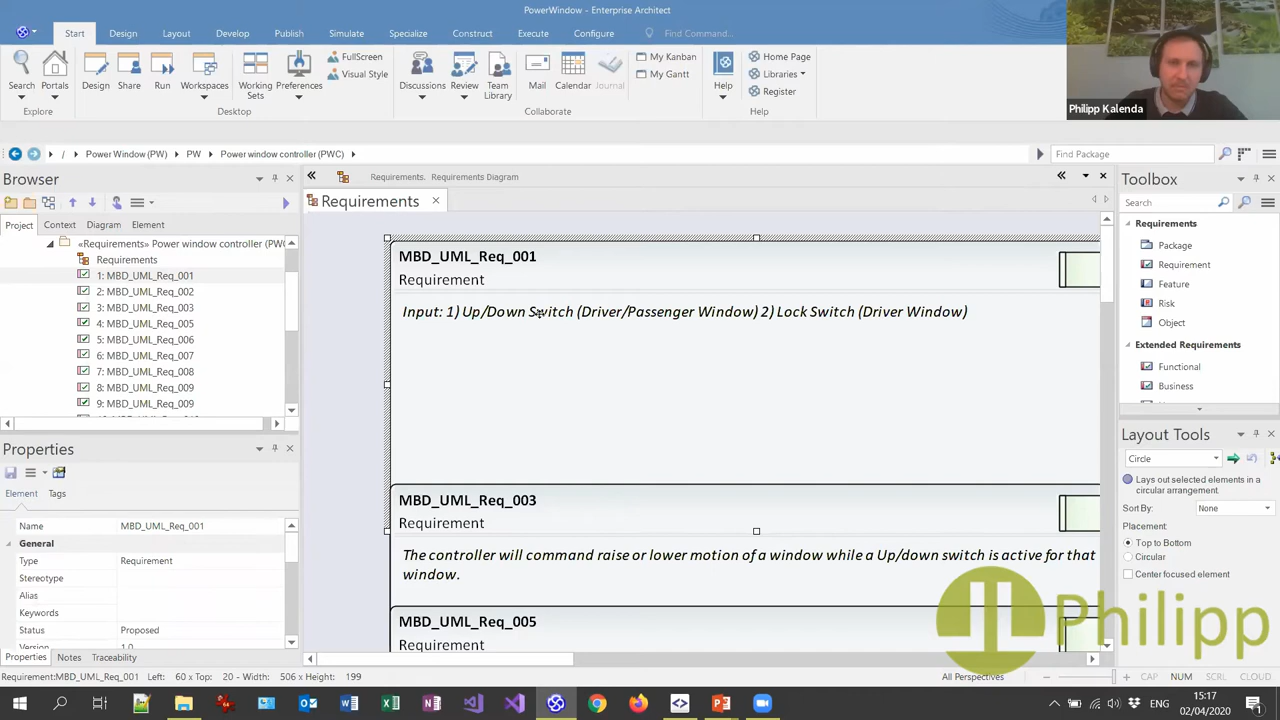 PowerWindow - Enterprise Architect
Start Design Layout Develop Publish Simulate Specialize Construct Execute Configure Find Command...
FullScreen
Visual Style
My Kanban
My Gantt
Home Page
Libraries
Register
Search Portals Design Share Run Workspaces Working Sets Preferences Discussions Review Team Library Mail Calendar Journal Help
Explore Desktop Collaborate Help
Philipp Kalenda
/ Power Window (PW) PW Power window controller (PWC) Find Package
Browser
Project Context Diagram Element
«Requirements» Power window controller (PWC
Requirements
1: MBD_UML_Req_001
2: MBD_UML_Req_002
3: MBD_UML_Req_003
4: MBD_UML_Req_005
5: MBD_UML_Req_006
6: MBD_UML_Req_007
7: MBD_UML_Req_008
8: MBD_UML_Req_009
9: MBD_UML_Req_009
Properties
Element Tags
Name MBD_UML_Req_001
General
Type Requirement
Stereotype
Alias
Keywords
Status Proposed
Version 1.0
Properties Notes Traceability
Requirements. Requirements Diagram
Requirements
MBD_UML_Req_001
Requirement
Input: 1) Up/Down Switch (Driver/Passenger Window) 2) Lock Switch (Driver Window)
MBD_UML_Req_003
Requirement
The controller will command raise or lower motion of a window while a Up/down switch is active for that
window.
MBD_UML_Req_005
Requirement
Toolbox
Search
Requirements
Package
Requirement
Feature
Risk
Object
Extended Requirements
Functional
Business
Layout Tools
Circle
Lays out selected elements in a
circular arrangement.
Sort By: None
Placement:
Top to Bottom
Circular
Center focused element
Philipp
MBD_UML_Req_001 Left: 60 x Top: 20 - Width: 506 x Height: 199 All Perspectives CAP NUM SCRL CLOUD
ENG
15:17
02/04/2020
1